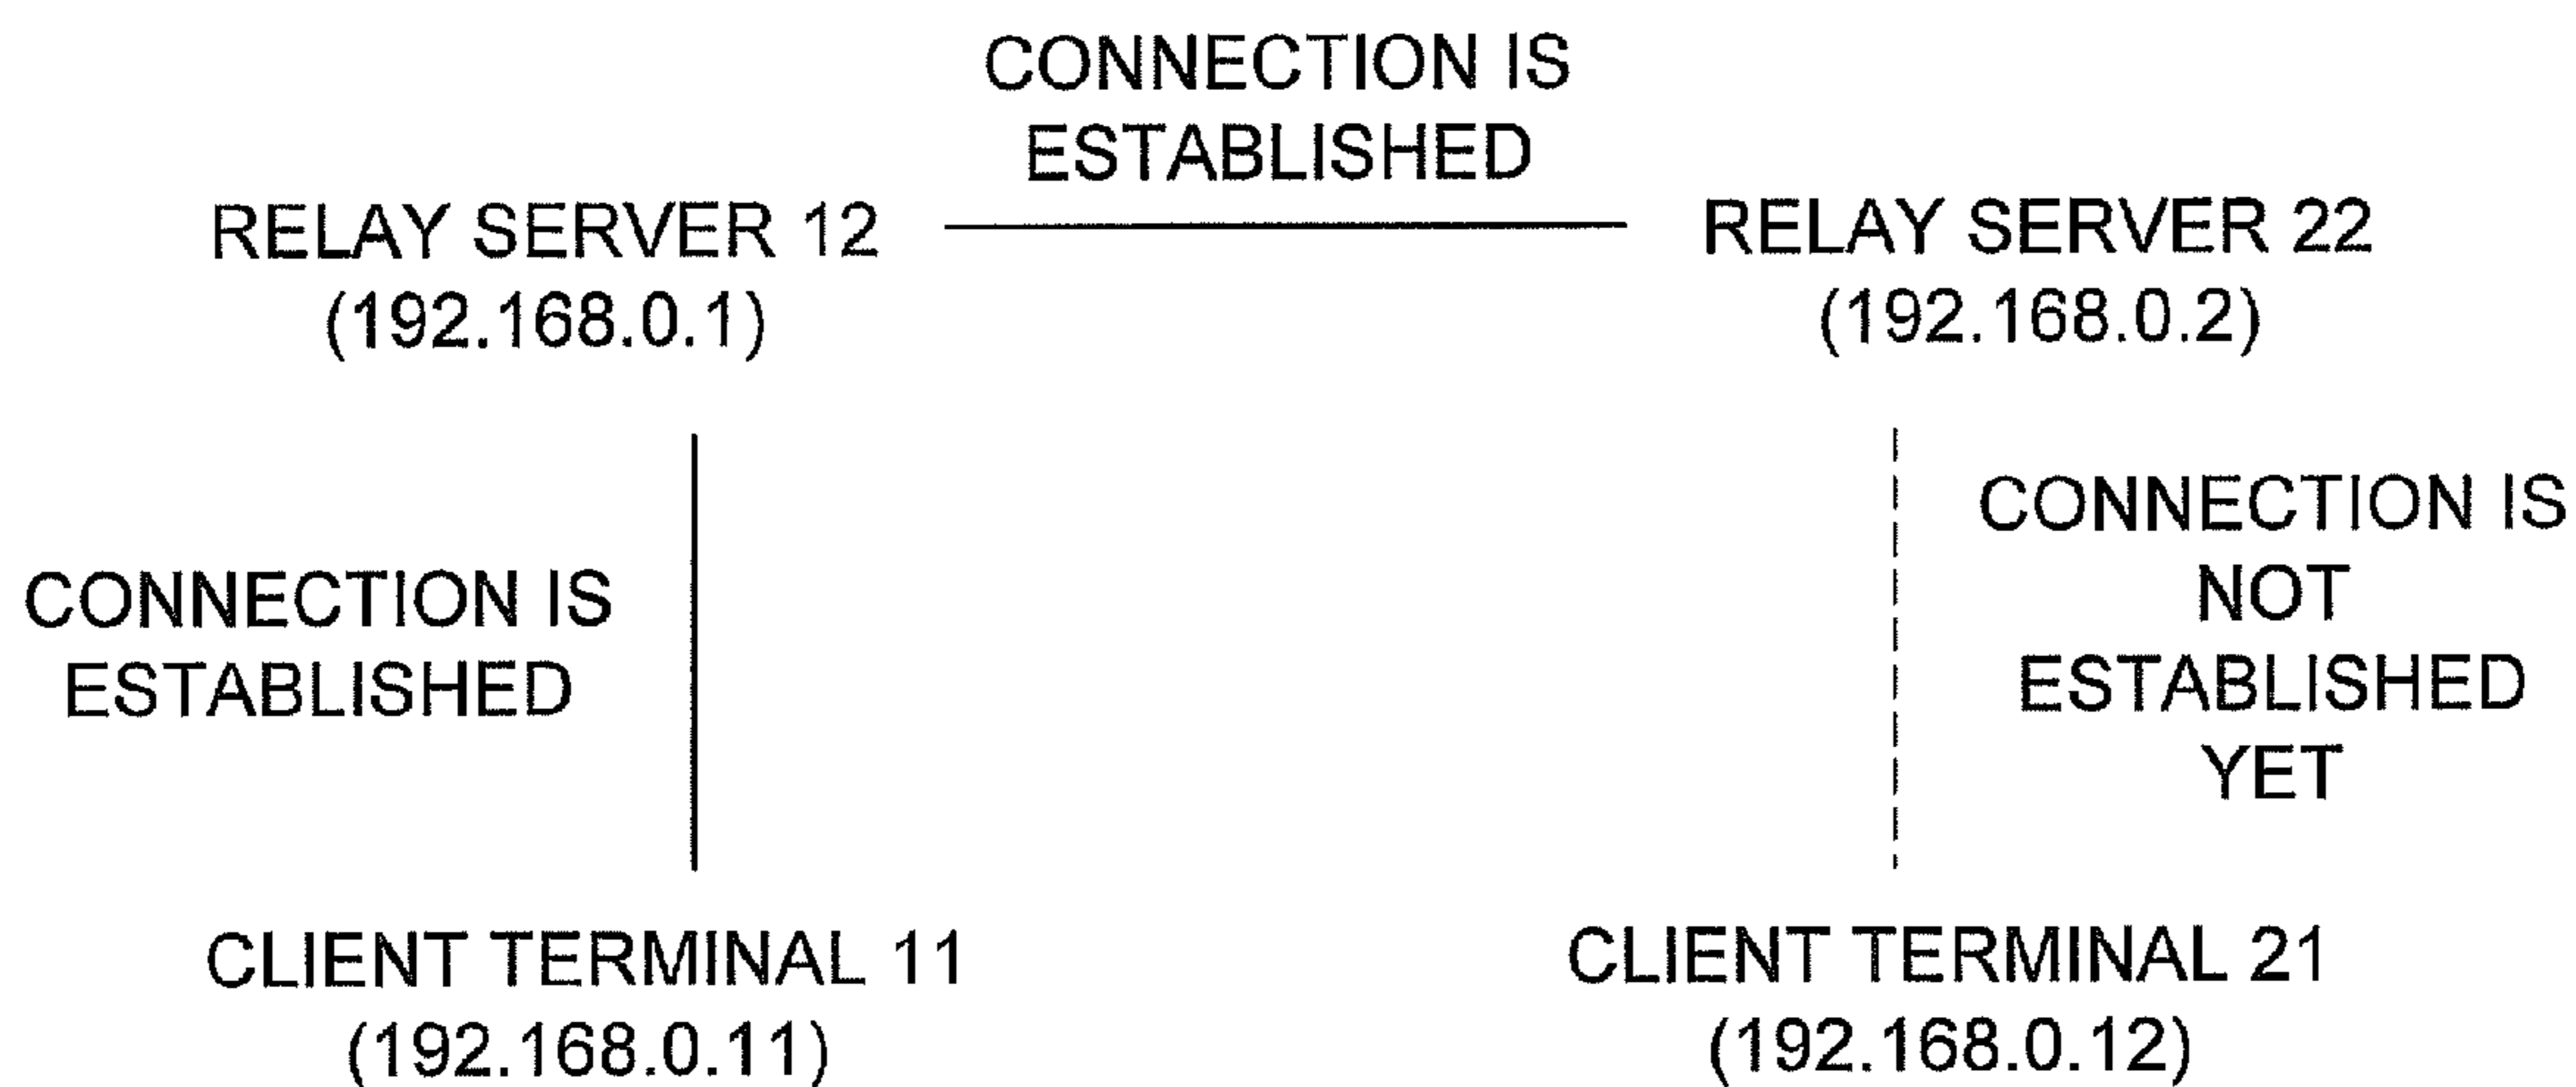 CONNECTION IS
ESTABLISHED
RELAY SERVER 12
(192.168.0.1)
RELAY SERVER 22
(192.168.0.2)
CONNECTION IS
ESTABLISHED
CONNECTION IS
NOT
ESTABLISHED
YET
CLIENT TERMINAL 11
(192.168.0.11)
CLIENT TERMINAL 21
(192.168.0.12)